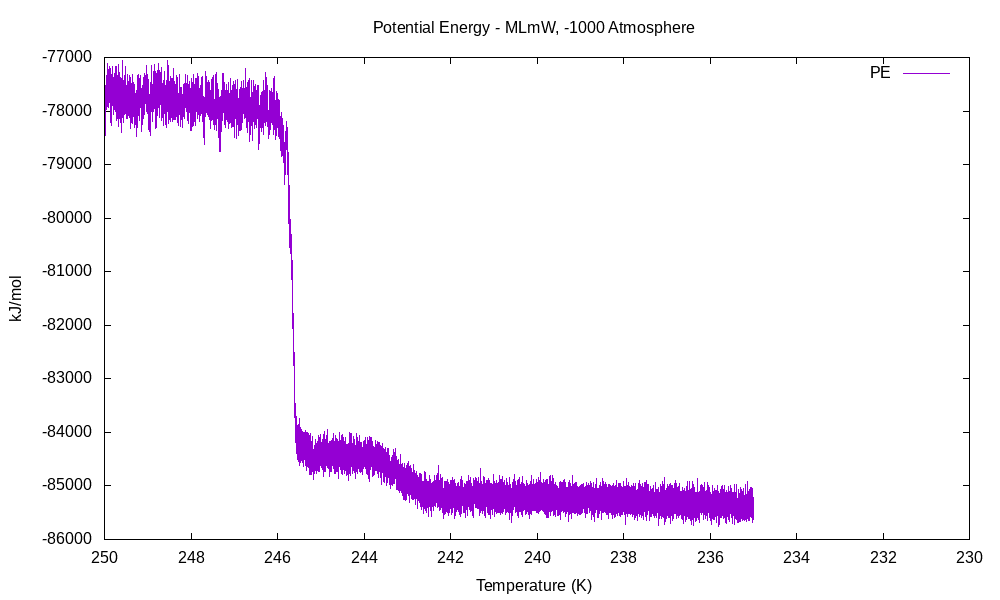 Potential Energy - MLmW, -1000 Atmosphere
-77000
PE
-78000
-79000
-80000
-81000
kJ/mol
-82000
-83000
-84000
-85000
-86000
250 248 246 244 242 240 238 236 234 232 230
Temperature (K)